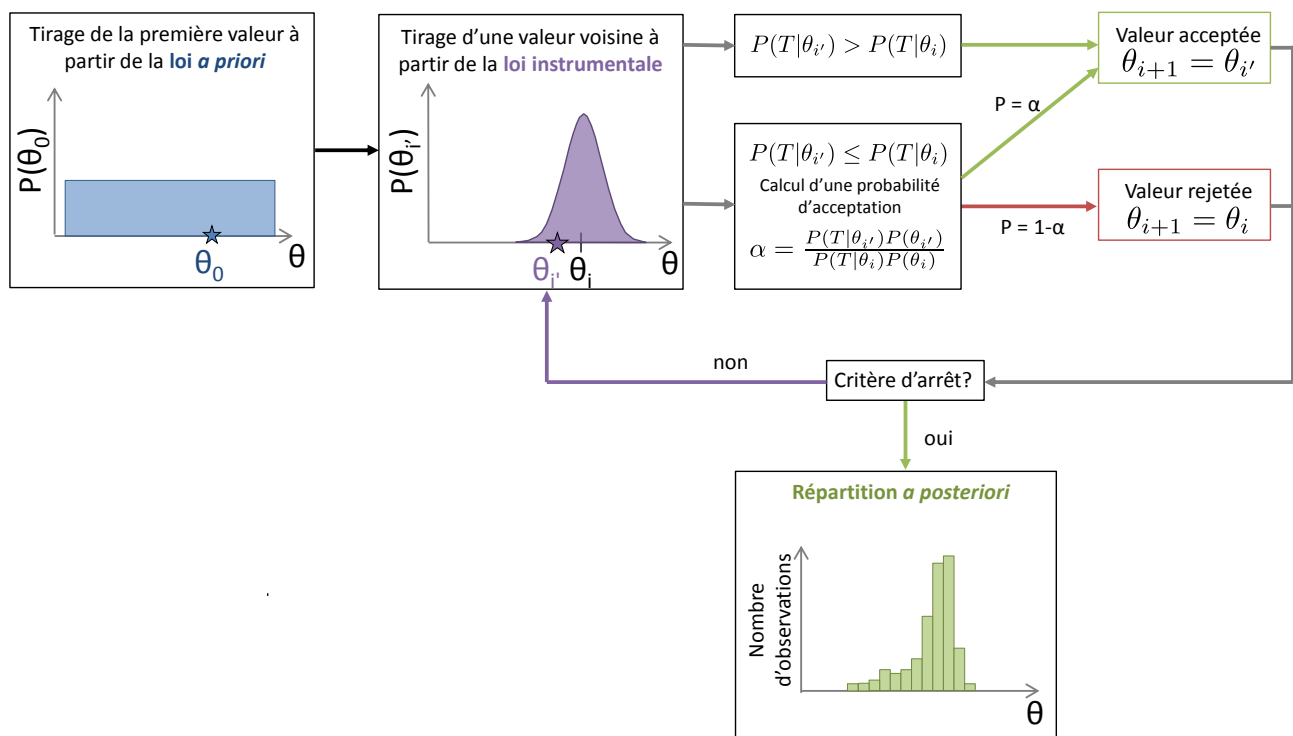 Tirage de la première valeur à
partir de la loi a priori
P(θ0)
θ0
θ
Tirage d'une valeur voisine à
partir de la loi instrumentale
P(θi')
θi'
θi
θ
P(T|θi') > P(T|θi)
P(T|θi') ≤ P(T|θi)
Calcul d'une probabilité
d'acceptation
α = P(T|θi')P(θi') / P(T|θi)P(θi)
P = α
P = 1-α
Valeur acceptée
θi+1 = θi'
Valeur rejetée
θi+1 = θi
Critère d'arrêt?
non
oui
Répartition a posteriori
Nombre
d'observations
θ